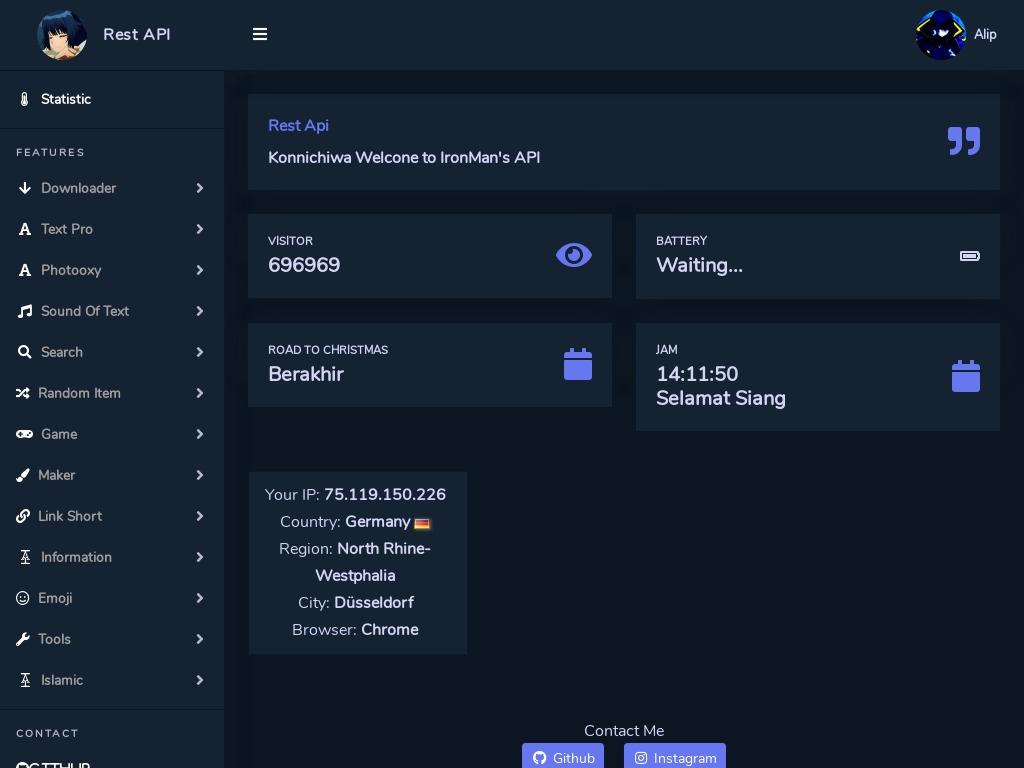 Rest API
Alip
Statistic
FEATURES
Downloader
Text Pro
Photooxy
Sound Of Text
Search
Random Item
Game
Maker
Link Short
Information
Emoji
Tools
Islamic
CONTACT
GITHUB
Rest Api
Konnichiwa Welcone to IronMan's API
VISITOR
696969
BATTERY
Waiting...
ROAD TO CHRISTMAS
Berakhir
JAM
14:11:50
Selamat Siang
Your IP: 75.119.150.226
Country: Germany
Region: North Rhine-
Westphalia
City: Düsseldorf
Browser: Chrome
Contact Me
Github
Instagram